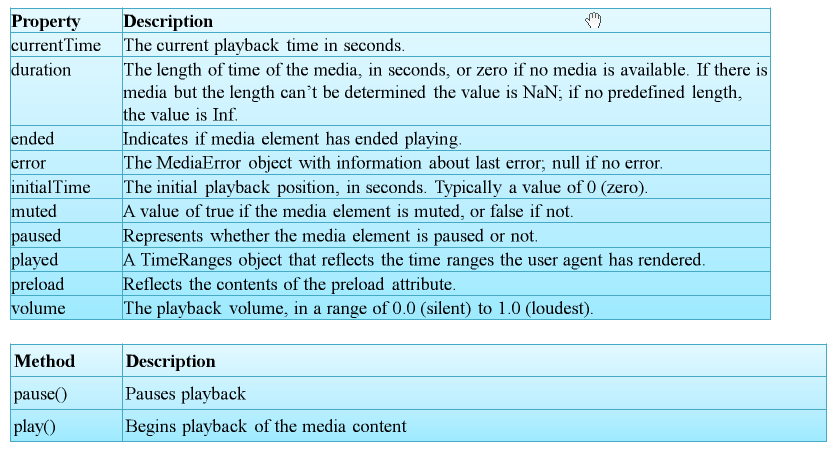 Property Description
currentTime The current playback time in seconds.
duration The length of time of the media, in seconds, or zero if no media is available. If there is
media but the length can’t be determined the value is NaN; if no predefined length,
the value is Inf.
ended Indicates if media element has ended playing.
error The MediaError object with information about last error; null if no error.
initialTime The initial playback position, in seconds. Typically a value of 0 (zero).
muted A value of true if the media element is muted, or false if not.
paused Represents whether the media element is paused or not.
played A TimeRanges object that reflects the time ranges the user agent has rendered.
preload Reflects the contents of the preload attribute.
volume The playback volume, in a range of 0.0 (silent) to 1.0 (loudest).
Method Description
pause() Pauses playback
play() Begins playback of the media content